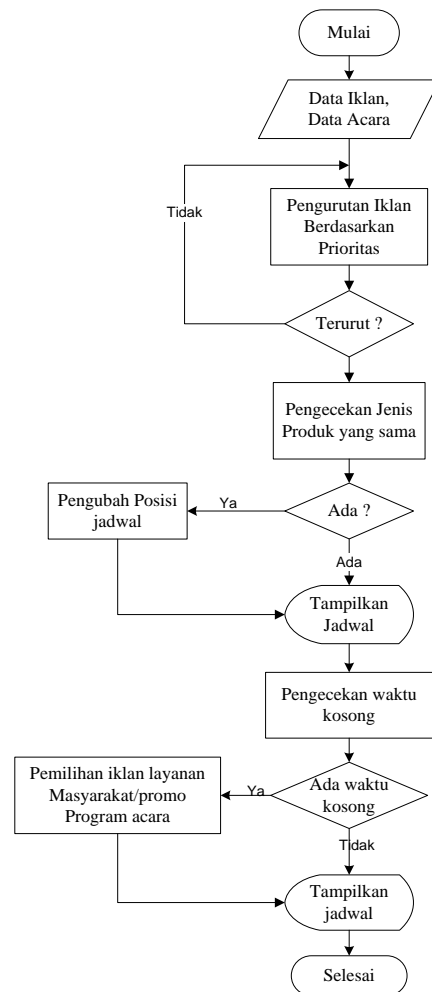 Mulai
Data Iklan,
Data Acara
Tidak
Pengurutan Iklan
Berdasarkan
Prioritas
Terurut ?
Pengecekan Jenis
Produk yang sama
Pengubah Posisi
jadwal
Ya
Ada ?
Ada
Tampilkan
Jadwal
Pengecekan waktu
kosong
Pemilihan iklan layanan
Masyarakat/promo
Program acara
Ya
Ada waktu
kosong
Tidak
Tampilkan
jadwal
Selesai